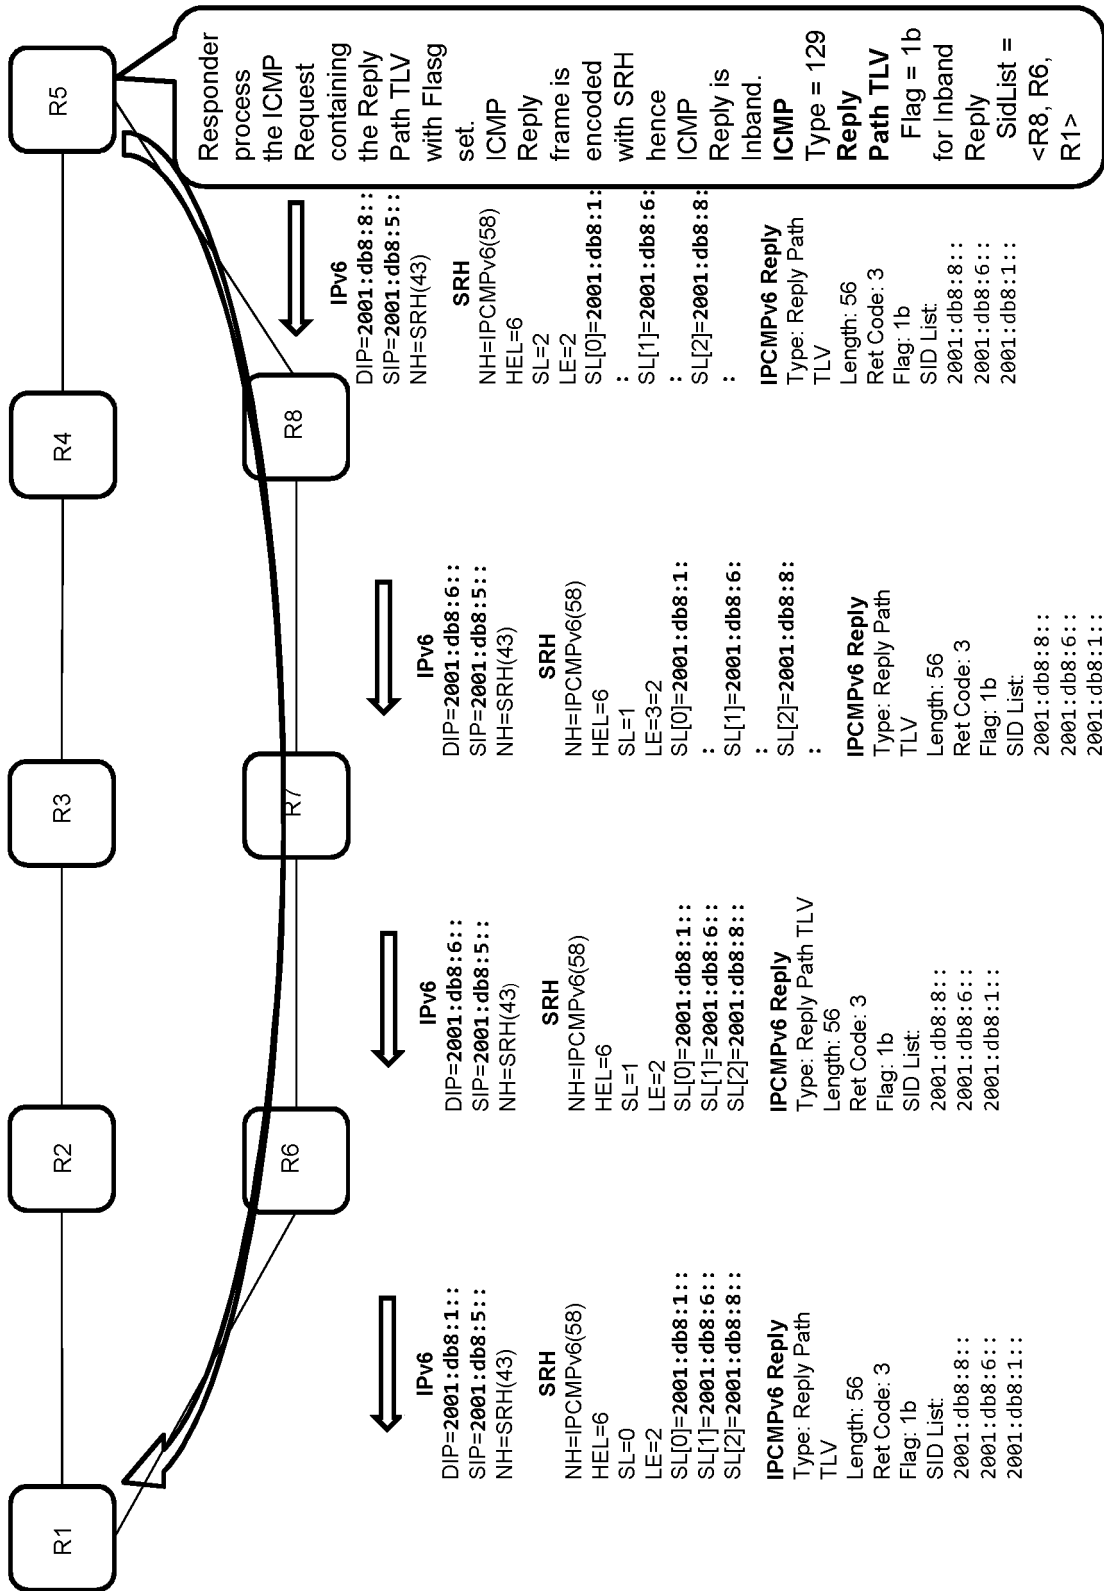 R1
R2
R3
R4
R5
R6
R7
R8
IPv6
DIP=2001:db8:1::
SIP=2001:db8:5::
NH=SRH(43)
SRH
NH=IPCMPv6(58)
HEL=6
SL=0
LE=2
SL[0]=2001:db8:1::
SL[1]=2001:db8:6::
SL[2]=2001:db8:8::
IPCMPv6 Reply
Type: Reply Path
TLV
Length: 56
Ret Code: 3
Flag: 1b
SID List:
2001:db8:8::
2001:db8:6::
2001:db8:1::
IPv6
DIP=2001:db8:6::
SIP=2001:db8:5::
NH=SRH(43)
SRH
NH=IPCMPv6(58)
HEL=6
SL=1
LE=2
SL[0]=2001:db8:1::
SL[1]=2001:db8:6::
SL[2]=2001:db8:8::
IPCMPv6 Reply
Type: Reply Path TLV
Length: 56
Ret Code: 3
Flag: 1b
SID List:
2001:db8:8::
2001:db8:6::
2001:db8:1::
IPv6
DIP=2001:db8:6::
SIP=2001:db8:5::
NH=SRH(43)
SRH
NH=IPCMPv6(58)
HEL=6
SL=1
LE=3=2
SL[0]=2001:db8:1:
:
SL[1]=2001:db8:6:
:
SL[2]=2001:db8:8:
:
IPCMPv6 Reply
Type: Reply Path
TLV
Length: 56
Ret Code: 3
Flag: 1b
SID List:
2001:db8:8::
2001:db8:6::
2001:db8:1::
IPv6
DIP=2001:db8:8::
SIP=2001:db8:5::
NH=SRH(43)
SRH
NH=IPCMPv6(58)
HEL=6
SL=2
LE=2
SL[0]=2001:db8:1:
:
SL[1]=2001:db8:6:
:
SL[2]=2001:db8:8:
:
IPCMPv6 Reply
Type: Reply Path
TLV
Length: 56
Ret Code: 3
Flag: 1b
SID List:
2001:db8:8::
2001:db8:6::
2001:db8:1::
Responder
process
the ICMP
Request
containing
the Reply
Path TLV
with Flasg
set.
ICMP
Reply
frame is
encoded
with SRH
hence
ICMP
Reply is
Inband.
ICMP
Type = 129
Reply
Path TLV
Flag = 1b
for Inband
Reply
SidList =
<R8, R6,
R1>